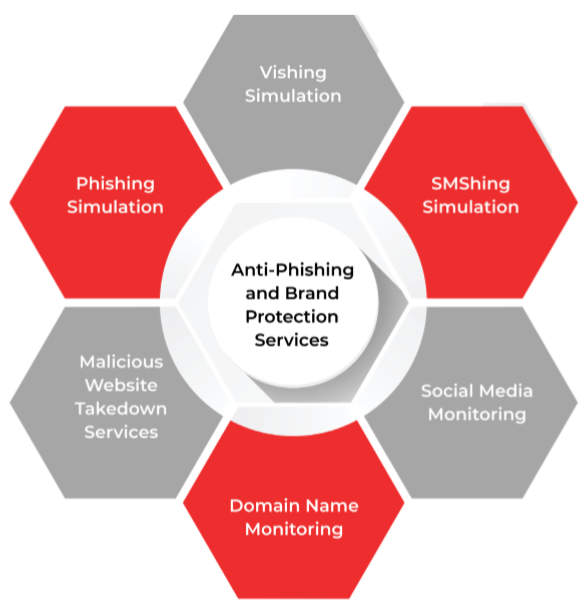 Vishing
Simulation
Phishing
Simulation
SMShing
Simulation
Anti-Phishing
and Brand
Protection
Services
Malicious
Website
Takedown
Services
Social Media
Monitoring
Domain Name
Monitoring